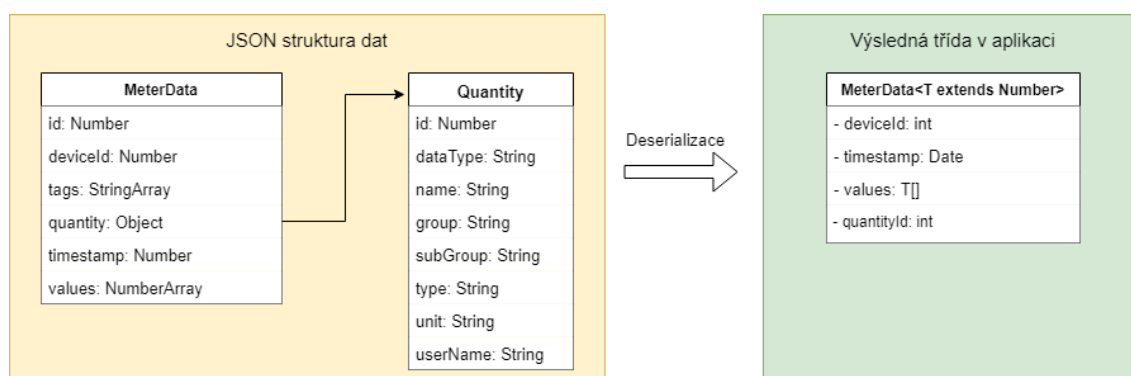 JSON struktura dat
MeterData
id: Number
deviceId: Number
tags: StringArray
quantity: Object
timestamp: Number
values: NumberArray
Quantity
id: Number
dataType: String
name: String
group: String
subGroup: String
type: String
unit: String
userName: String
Deserializace
Výsledná třída v aplikaci
MeterData<T extends Number>
- deviceId: int
- timestamp: Date
- values: T[]
- quantityId: int